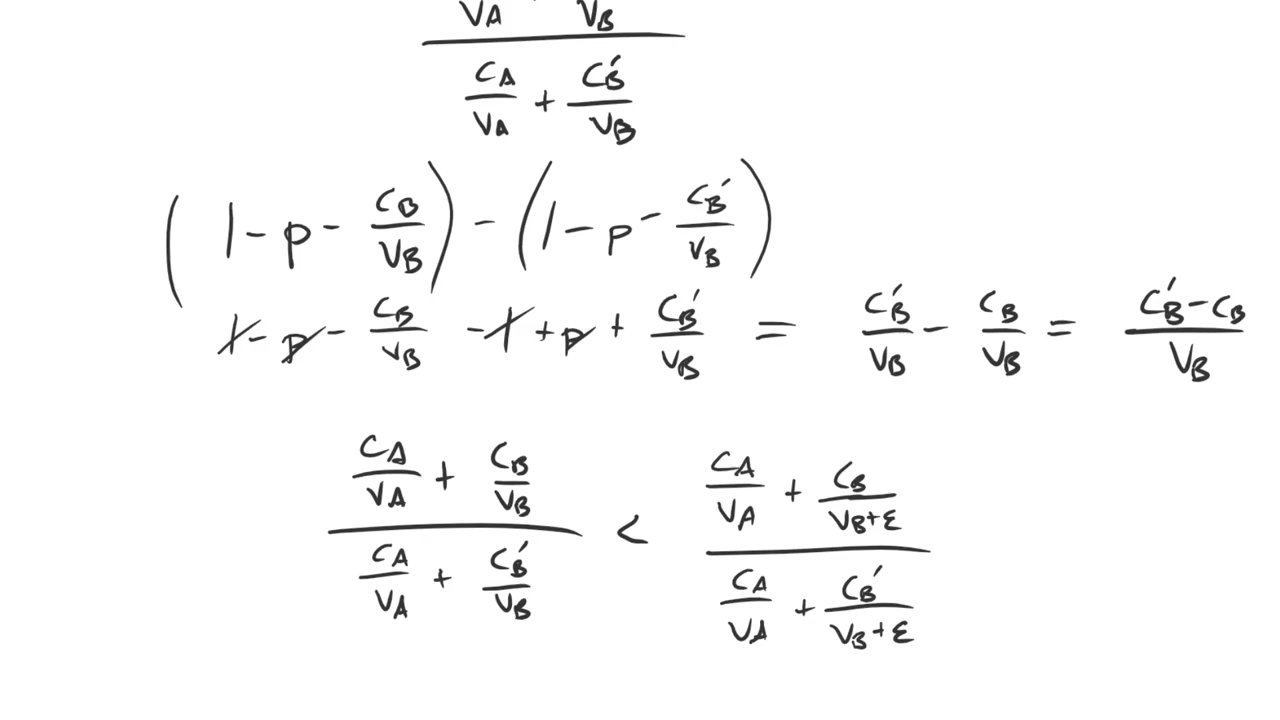 V_A V_B
C_A/V_A + C_B'/V_B
(1 - p - C_B/V_B) - (1 - p - C_B'/V_B)
1 - p - C_B/V_B - 1 + p + C_B'/V_B = C_B'/V_B - C_B/V_B = (C_B' - C_B)/V_B
(C_A/V_A + C_B/V_B)/(C_A/V_A + C_B'/V_B) < (C_A/V_A + C_B/(V_B+ε))/(C_A/V_A + C_B'/(V_B+ε))